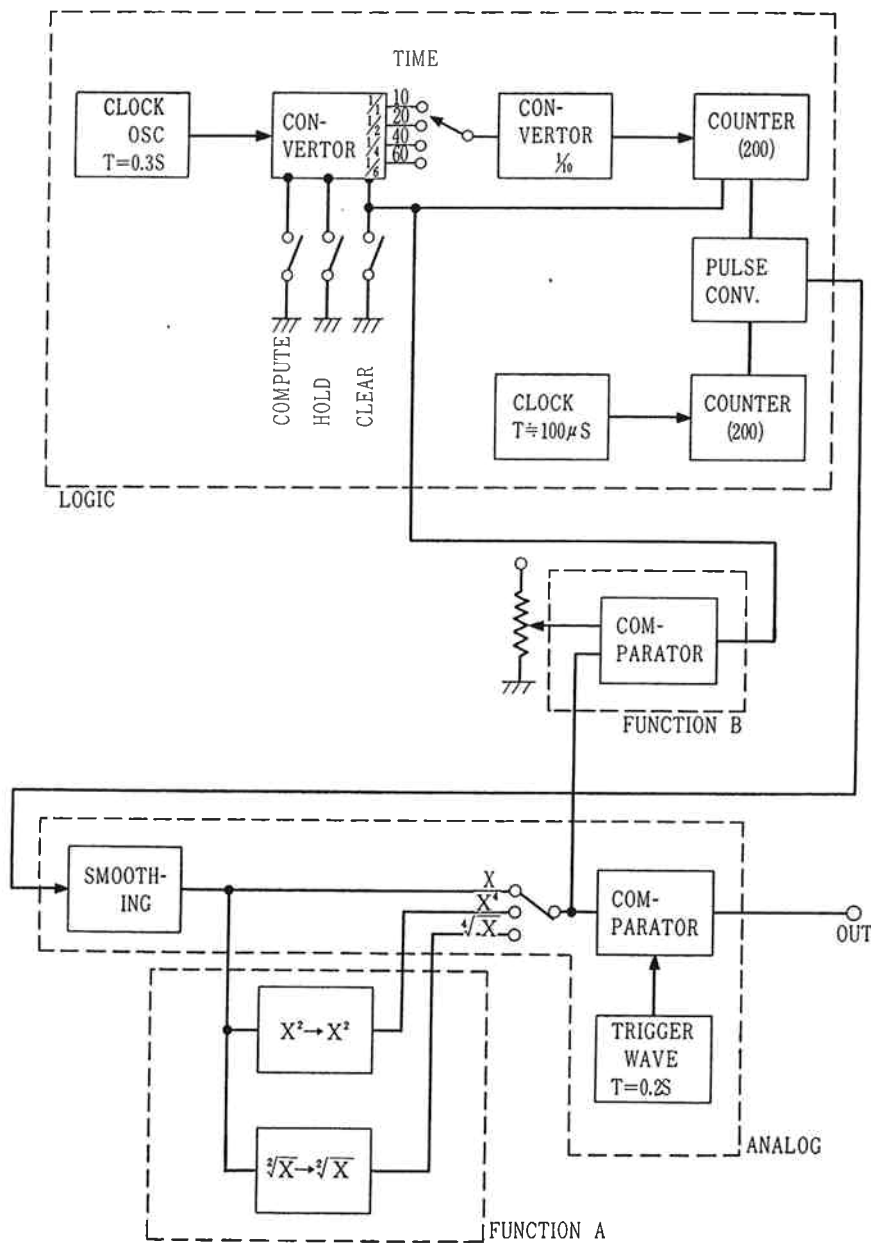 TIME
CLOCK
OSC
T=0.3S
CON-
VERTOR
1/1
1/2
1/4
1/6
10
20
40
60
CON-
VERTOR
1/10
COUNTER
(200)
PULSE
CONV.
COMPUTE
HOLD
CLEAR
CLOCK
T≒100μS
COUNTER
(200)
LOGIC
COM-
PARATOR
FUNCTION B
SMOOTH-
ING
X
X⁴
⁴√X
COM-
PARATOR
OUT
X²→X²
TRIGGER
WAVE
T=0.2S
²√X→²√X
ANALOG
FUNCTION A